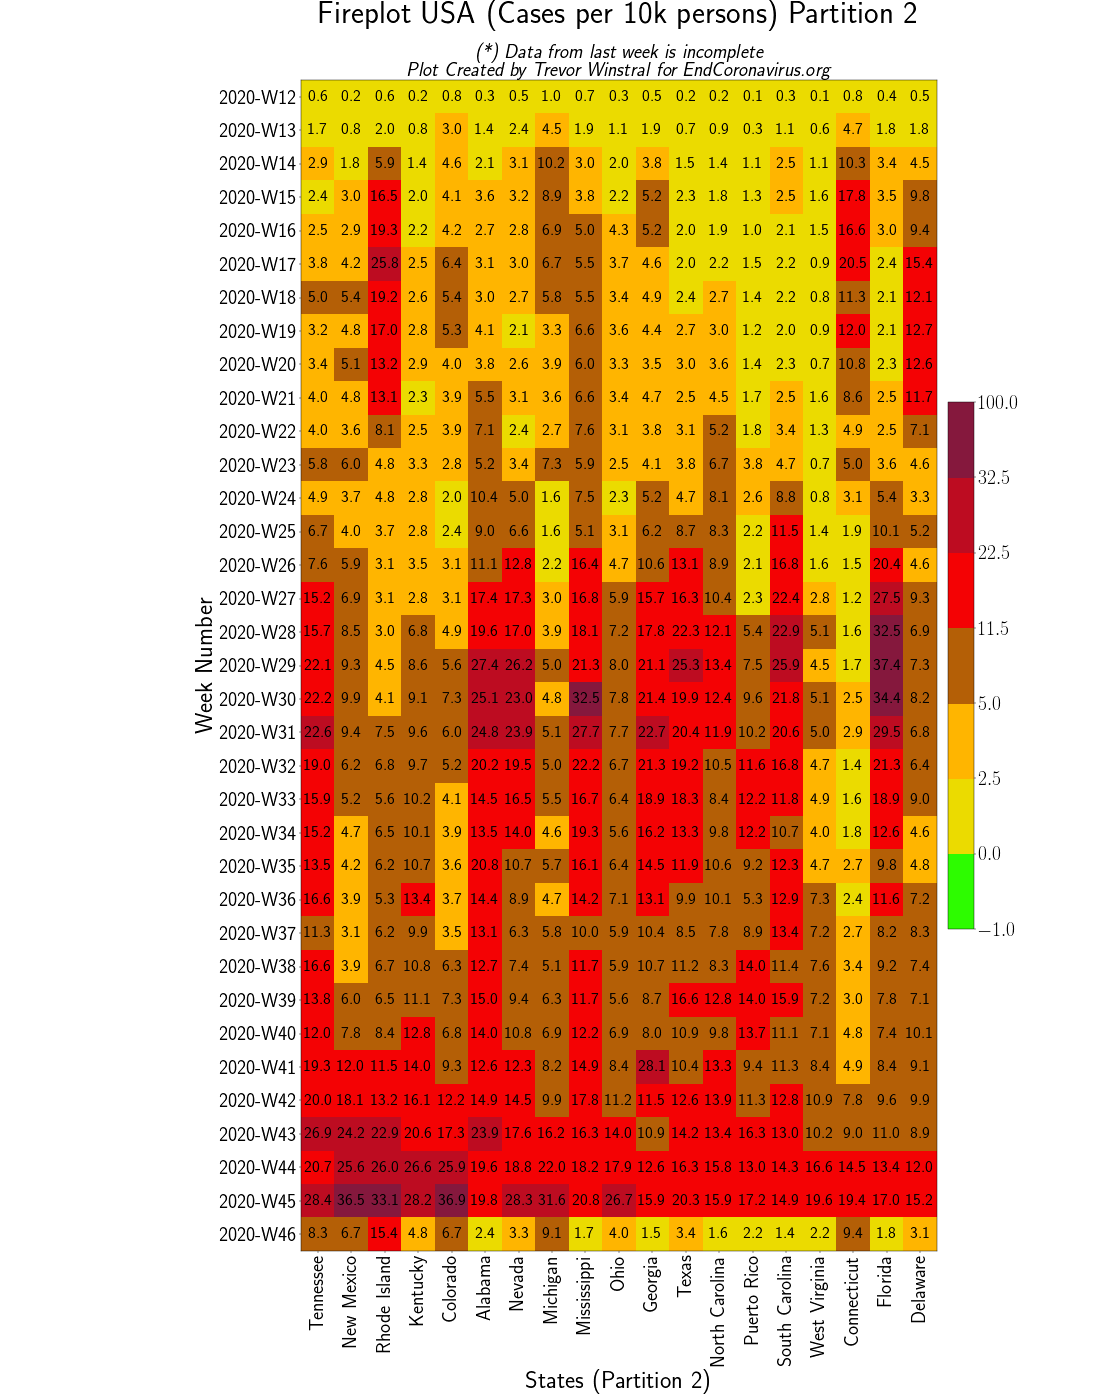 Fireplot USA (Cases per 10k persons) Partition 2
(*) Data from last week is incomplete
Plot Created by Trevor Winstral for EndCoronavirus.org
2020-W12 0.6 0.2 0.6 0.2 0.8 0.3 0.5 1.0 0.7 0.3 0.5 0.2 0.2 0.1 0.3 0.1 0.8 0.4 0.5
2020-W13 1.7 0.8 2.0 0.8 3.0 1.4 2.4 4.5 1.9 1.1 1.9 0.7 0.9 0.3 1.1 0.6 4.7 1.8 1.8
2020-W14 2.9 1.8 5.9 1.4 4.6 2.1 3.1 10.2 3.0 2.0 3.8 1.5 1.4 1.1 2.5 1.1 10.3 3.4 4.5
2020-W15 2.4 3.0 16.5 2.0 4.1 3.6 3.2 8.9 3.8 2.2 5.2 2.3 1.8 1.3 2.5 1.6 17.8 3.5 9.8
2020-W16 2.5 2.9 19.3 2.2 4.2 2.7 2.8 6.9 5.0 4.3 5.2 2.0 1.9 1.0 2.1 1.5 16.6 3.0 9.4
2020-W17 3.8 4.2 25.8 2.5 6.4 3.1 3.0 6.7 5.5 3.7 4.6 2.0 2.2 1.5 2.2 0.9 20.5 2.4 15.4
2020-W18 5.0 5.4 19.2 2.6 5.4 3.0 2.7 5.8 5.5 3.4 4.9 2.4 2.7 1.4 2.2 0.8 11.3 2.1 12.1
2020-W19 3.2 4.8 17.0 2.8 5.3 4.1 2.1 3.3 6.6 3.6 4.4 2.7 3.0 1.2 2.0 0.9 12.0 2.1 12.7
2020-W20 3.4 5.1 13.2 2.9 4.0 3.8 2.6 3.9 6.0 3.3 3.5 3.0 3.6 1.4 2.3 0.7 10.8 2.3 12.6
2020-W21 4.0 4.8 13.1 2.3 3.9 5.5 3.1 3.6 6.6 3.4 4.7 2.5 4.5 1.7 2.5 1.6 8.6 2.5 11.7
2020-W22 4.0 3.6 8.1 2.5 3.9 7.1 2.4 2.7 7.6 3.1 3.8 3.1 5.2 1.8 3.4 1.3 4.9 2.5 7.1
2020-W23 5.8 6.0 4.8 3.3 2.8 5.2 3.4 7.3 5.9 2.5 4.1 3.8 6.7 3.8 4.7 0.7 5.0 3.6 4.6
2020-W24 4.9 3.7 4.8 2.8 2.0 10.4 5.0 1.6 7.5 2.3 5.2 4.7 8.1 2.6 8.8 0.8 3.1 5.4 3.3
2020-W25 6.7 4.0 3.7 2.8 2.4 9.0 6.6 1.6 5.1 3.1 6.2 8.7 8.3 2.2 11.5 1.4 1.9 10.1 5.2
2020-W26 7.6 5.9 3.1 3.5 3.1 11.1 12.8 2.2 16.4 4.7 10.6 13.1 8.9 2.1 16.8 1.6 1.5 20.4 4.6
2020-W27 15.2 6.9 3.1 2.8 3.1 17.4 17.3 3.0 16.8 5.9 15.7 16.3 10.4 2.3 22.4 2.8 1.2 27.5 9.3
2020-W28 15.7 8.5 3.0 6.8 4.9 19.6 17.0 3.9 18.1 7.2 17.8 22.3 12.1 5.4 22.9 5.1 1.6 32.5 6.9
2020-W29 22.1 9.3 4.5 8.6 5.6 27.4 26.2 5.0 21.3 8.0 21.1 25.3 13.4 7.5 25.9 4.5 1.7 37.4 7.3
2020-W30 22.2 9.9 4.1 9.1 7.3 25.1 23.0 4.8 32.5 7.8 21.4 19.9 12.4 9.6 21.8 5.1 2.5 34.4 8.2
2020-W31 22.6 9.4 7.5 9.6 6.0 24.8 23.9 5.1 27.7 7.7 22.7 20.4 11.9 10.2 20.6 5.0 2.9 29.5 6.8
2020-W32 19.0 6.2 6.8 9.7 5.2 20.2 19.5 5.0 22.2 6.7 21.3 19.2 10.5 11.6 16.8 4.7 1.4 21.3 6.4
2020-W33 15.9 5.2 5.6 10.2 4.1 14.5 16.5 5.5 16.7 6.4 18.9 18.3 8.4 12.2 11.8 4.9 1.6 18.9 9.0
2020-W34 15.2 4.7 6.5 10.1 3.9 13.5 14.0 4.6 19.3 5.6 16.2 13.3 9.8 12.2 10.7 4.0 1.8 12.6 4.6
2020-W35 13.5 4.2 6.2 10.7 3.6 20.8 10.7 5.7 16.1 6.4 14.5 11.9 10.6 9.2 12.3 4.7 2.7 9.8 4.8
2020-W36 16.6 3.9 5.3 13.4 3.7 14.4 8.9 4.7 14.2 7.1 13.1 9.9 10.1 5.3 12.9 7.3 2.4 11.6 7.2
2020-W37 11.3 3.1 6.2 9.9 3.5 13.1 6.3 5.8 10.0 5.9 10.4 8.5 7.8 8.9 13.4 7.2 2.7 8.2 8.3
2020-W38 16.6 3.9 6.7 10.8 6.3 12.7 7.4 5.1 11.7 5.9 10.7 11.2 8.3 14.0 11.4 7.6 3.4 9.2 7.4
2020-W39 13.8 6.0 6.5 11.1 7.3 15.0 9.4 6.3 11.7 5.6 8.7 16.6 12.8 14.0 15.9 7.2 3.0 7.8 7.1
2020-W40 12.0 7.8 8.4 12.8 6.8 14.0 10.8 6.9 12.2 6.9 8.0 10.9 9.8 13.7 11.1 7.1 4.8 7.4 10.1
2020-W41 19.3 12.0 11.5 14.0 9.3 12.6 12.3 8.2 14.9 8.4 28.1 10.4 13.3 9.4 11.3 8.4 4.9 8.4 9.1
2020-W42 20.0 18.1 13.2 16.1 12.2 14.9 14.5 9.9 17.8 11.2 11.5 12.6 13.9 11.3 12.8 10.9 7.8 9.6 9.9
2020-W43 26.9 24.2 22.9 20.6 17.3 23.9 17.6 16.2 16.3 14.0 10.9 14.2 13.4 16.3 13.0 10.2 9.0 11.0 8.9
2020-W44 20.7 25.6 26.0 26.6 25.9 19.6 18.8 22.0 18.2 17.9 12.6 16.3 15.8 13.0 14.3 16.6 14.5 13.4 12.0
2020-W45 28.4 36.5 33.1 28.2 36.9 19.8 28.3 31.6 20.8 26.7 15.9 20.3 15.9 17.2 14.9 19.6 19.4 17.0 15.2
2020-W46 8.3 6.7 15.4 4.8 6.7 2.4 3.3 9.1 1.7 4.0 1.5 3.4 1.6 2.2 1.4 2.2 9.4 1.8 3.1
Week Number
Tennessee
New Mexico
Rhode Island
Kentucky
Colorado
Alabama
Nevada
Michigan
Mississippi
Ohio
Georgia
Texas
North Carolina
Puerto Rico
South Carolina
West Virginia
Connecticut
Florida
Delaware
States (Partition 2)
100.0
32.5
22.5
11.5
5.0
2.5
0.0
−1.0